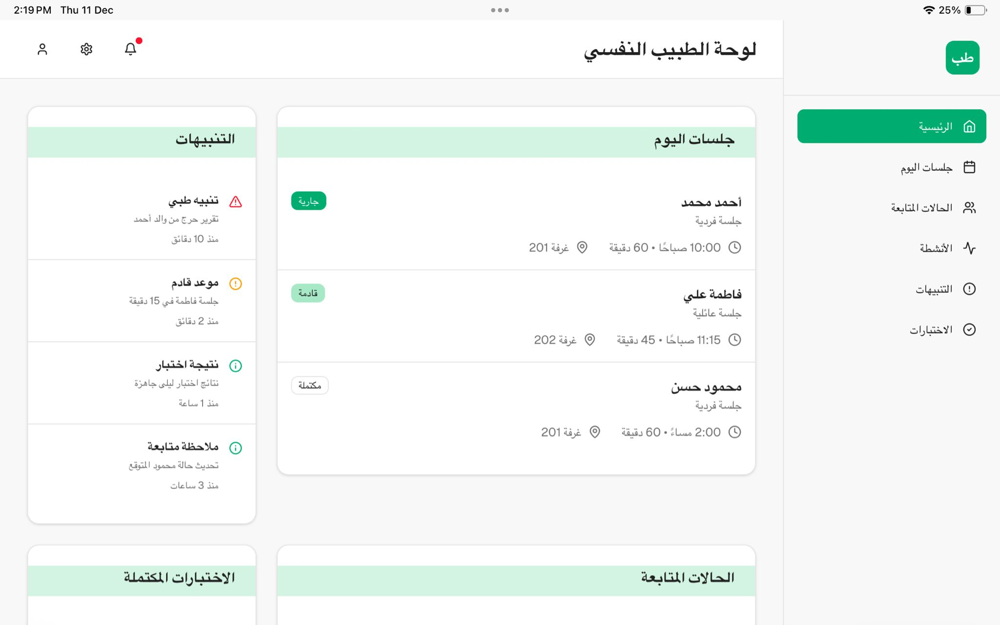 2:19 PM Thu 11 Dec
25%
طب
الرئيسية
جلسات اليوم
الحالات المتابعة
الأنشطة
التنبيهات
الاختبارات
لوحة الطبيب النفسي
جلسات اليوم
أحمد محمد
جارية
جلسة فردية
10:00 صباحًا • 60 دقيقة
غرفة 201
فاطمة علي
قادمة
جلسة عائلية
11:15 صباحًا • 45 دقيقة
غرفة 202
محمود حسن
مكتملة
جلسة فردية
2:00 مساءً • 60 دقيقة
غرفة 201
التنبيهات
تنبيه طبي
تقرير حرج من والد أحمد
منذ 10 دقائق
موعد قادم
جلسة فاطمة في 15 دقيقة
منذ 2 دقائق
نتيجة اختبار
نتائج اختبار ليلى جاهزة
منذ 1 ساعة
ملاحظة متابعة
تحديث حالة محمود المتوقع
منذ 3 ساعات
الحالات المتابعة
الاختبارات المكتملة